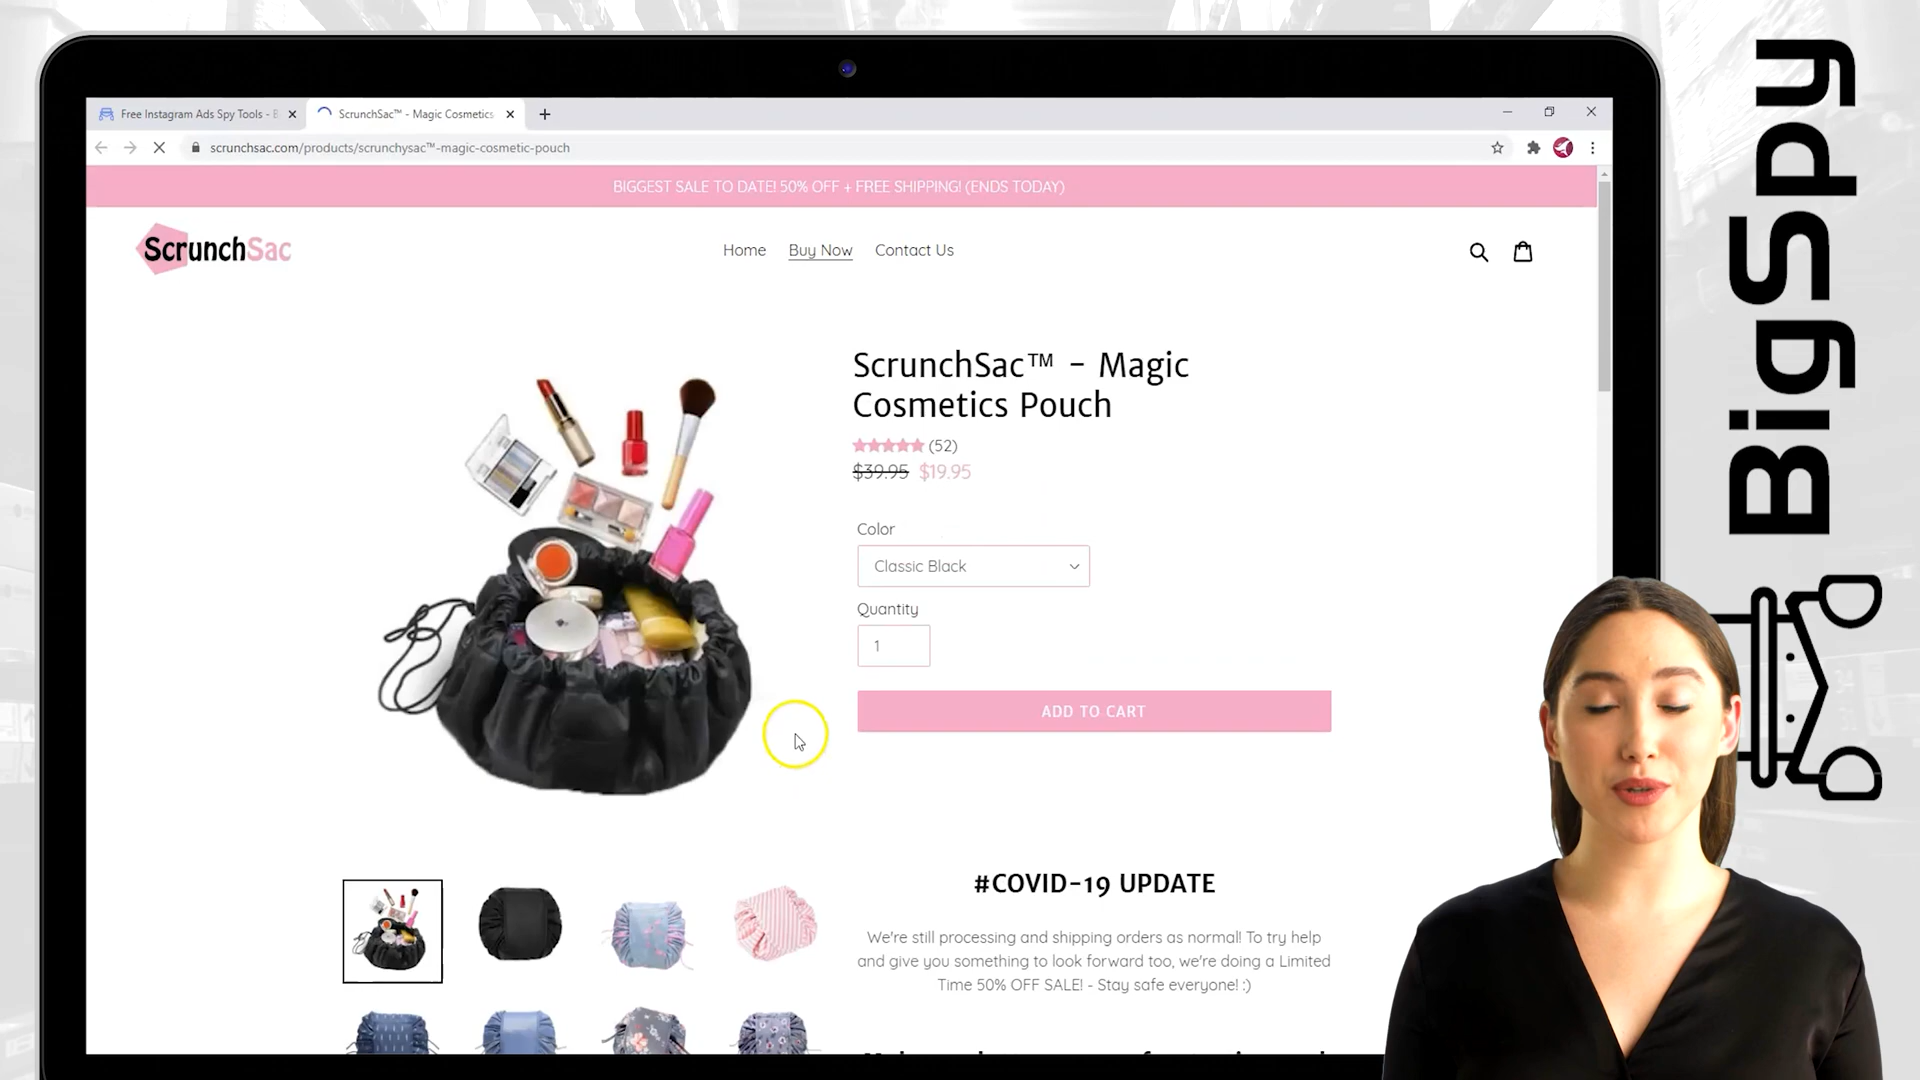 Free Instagram Ads Spy Tools - B
ScrunchSac™ - Magic Cosmetics
scrunchsac.com/products/scrunchysac™-magic-cosmetic-pouch
BIGGEST SALE TO DATE! 50% OFF + FREE SHIPPING! (ENDS TODAY)
ScrunchSac
Home Buy Now Contact Us
ScrunchSac™ - Magic
Cosmetics Pouch
(52)
$39.95 $19.95
Color
Classic Black
Quantity
1
ADD TO CART
#COVID-19 UPDATE
We're still processing and shipping orders as normal! To try help
and give you something to look forward too, we're doing a Limited
Time 50% OFF SALE! - Stay safe everyone! :)
BigSpy